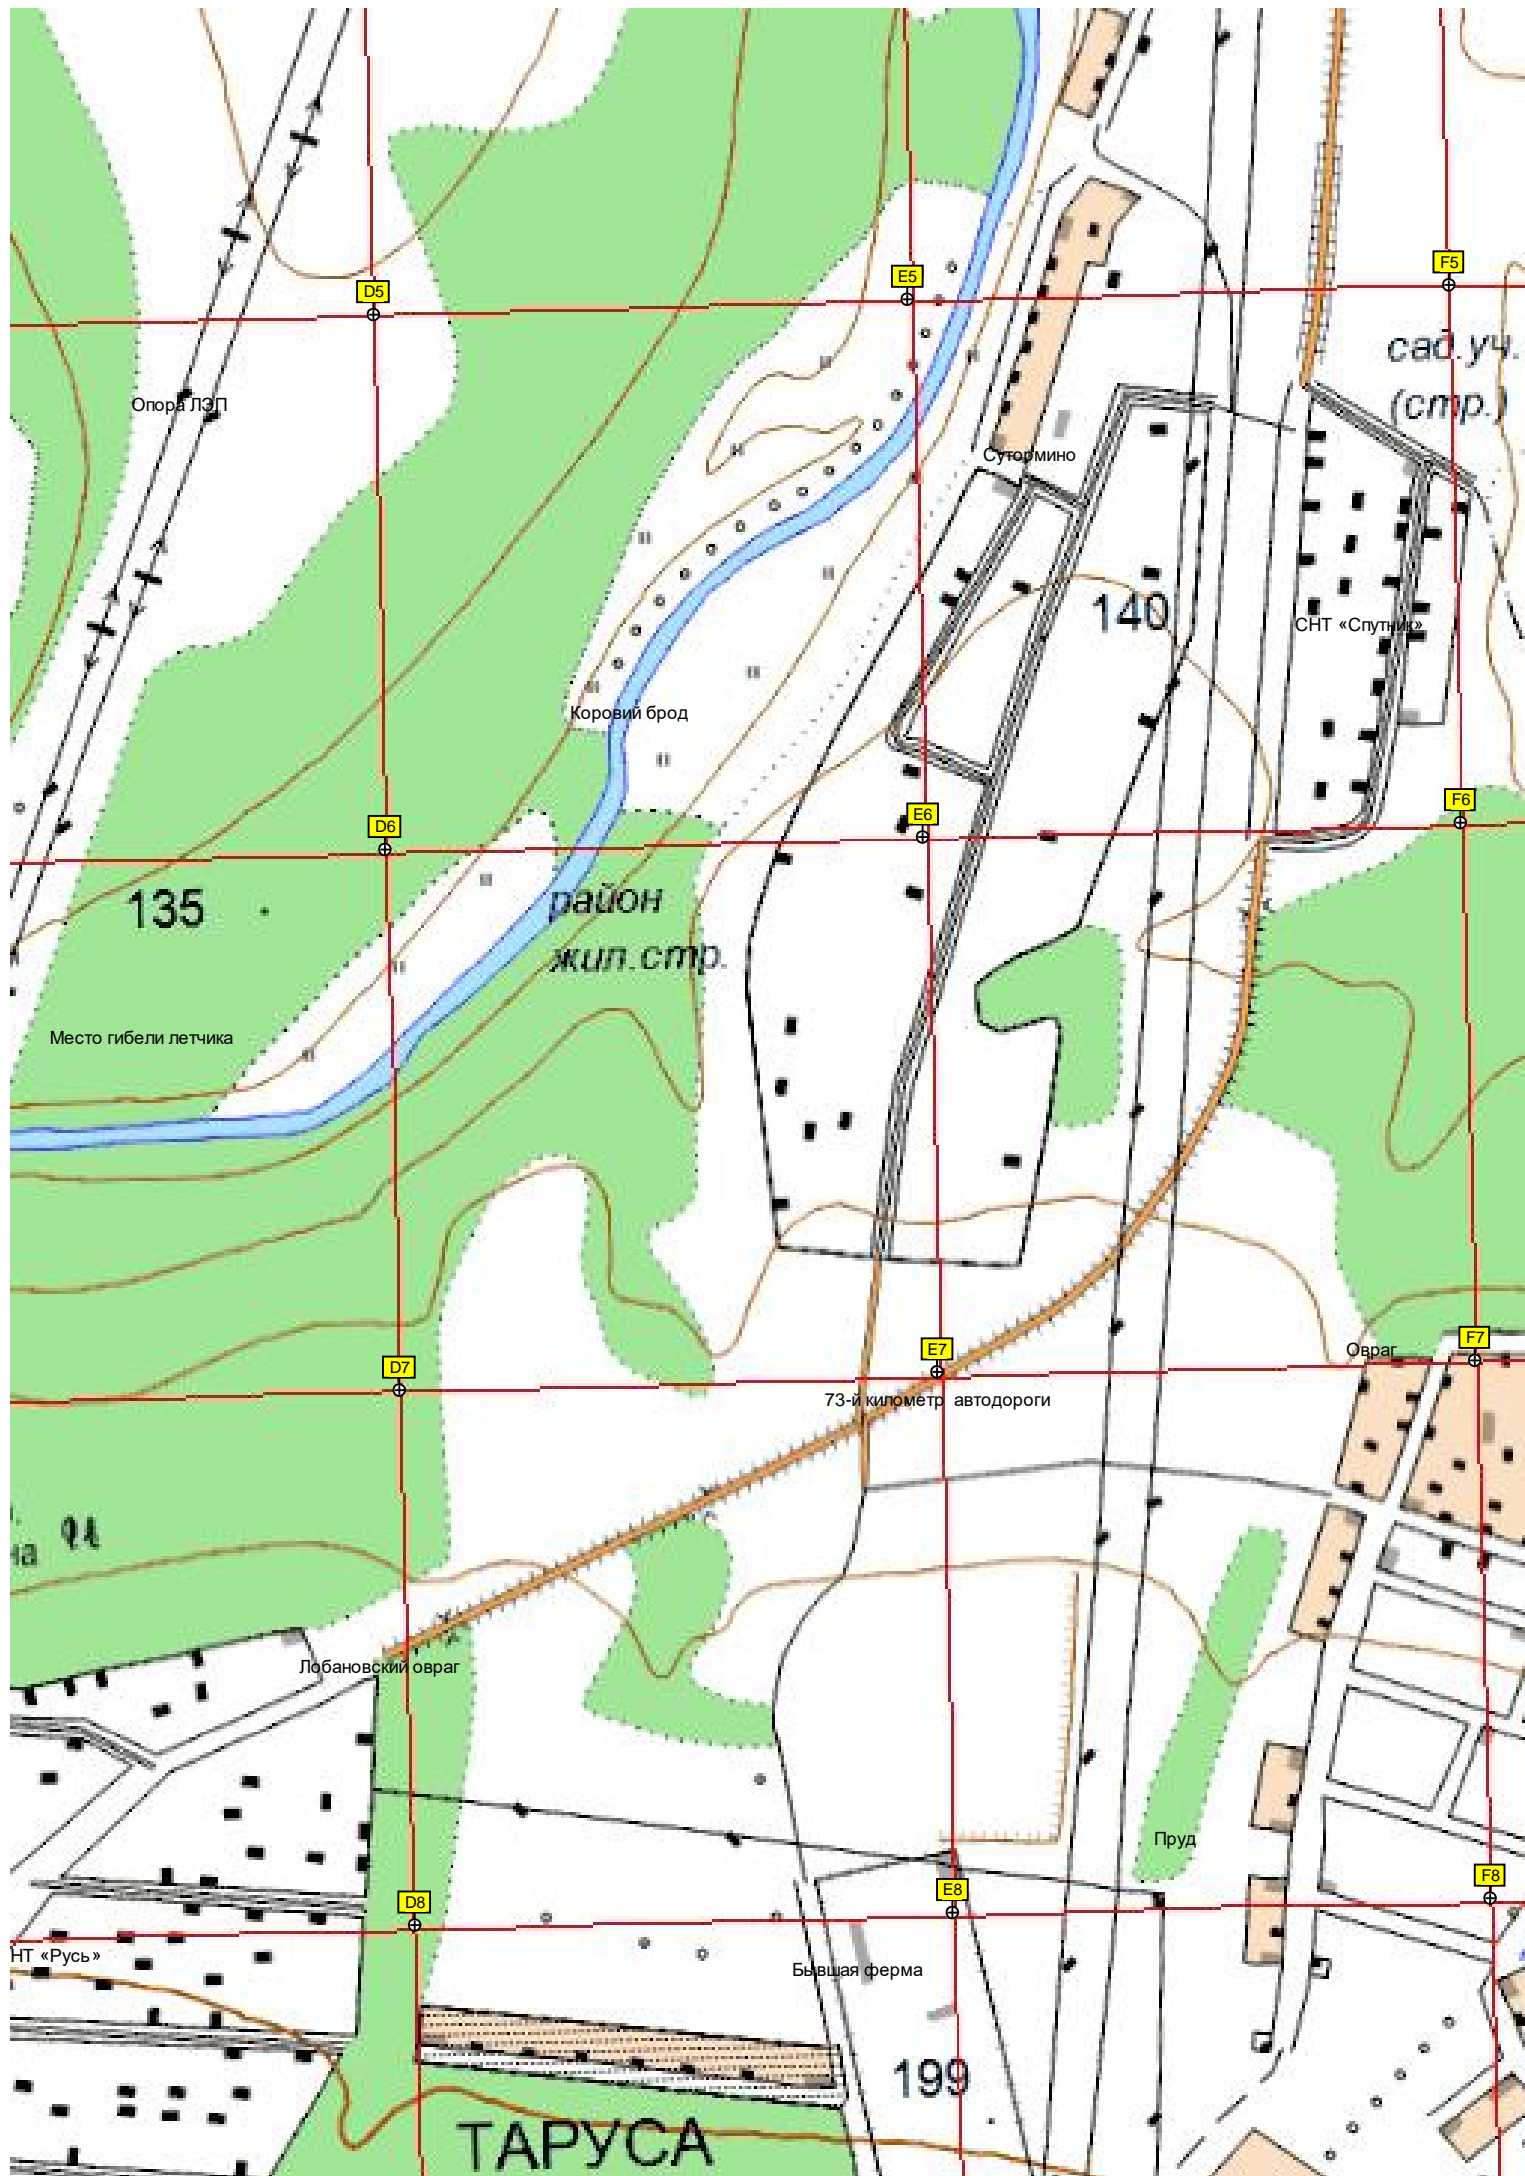 F5
E5
D5
сад.уч.
(стр.)
Опора ЛЭП
Сутормино
140
СНТ «Спутник»
Коровий брод
F6
E6
D6
135
район
жил.стр.
Место гибели летчика
E7
F7
Овраг
D7
73-й километр автодороги
на
Лобановский овраг
Пруд
F8
E8
D8
НТ «Русь»
Бывшая ферма
199
ТАРУСА